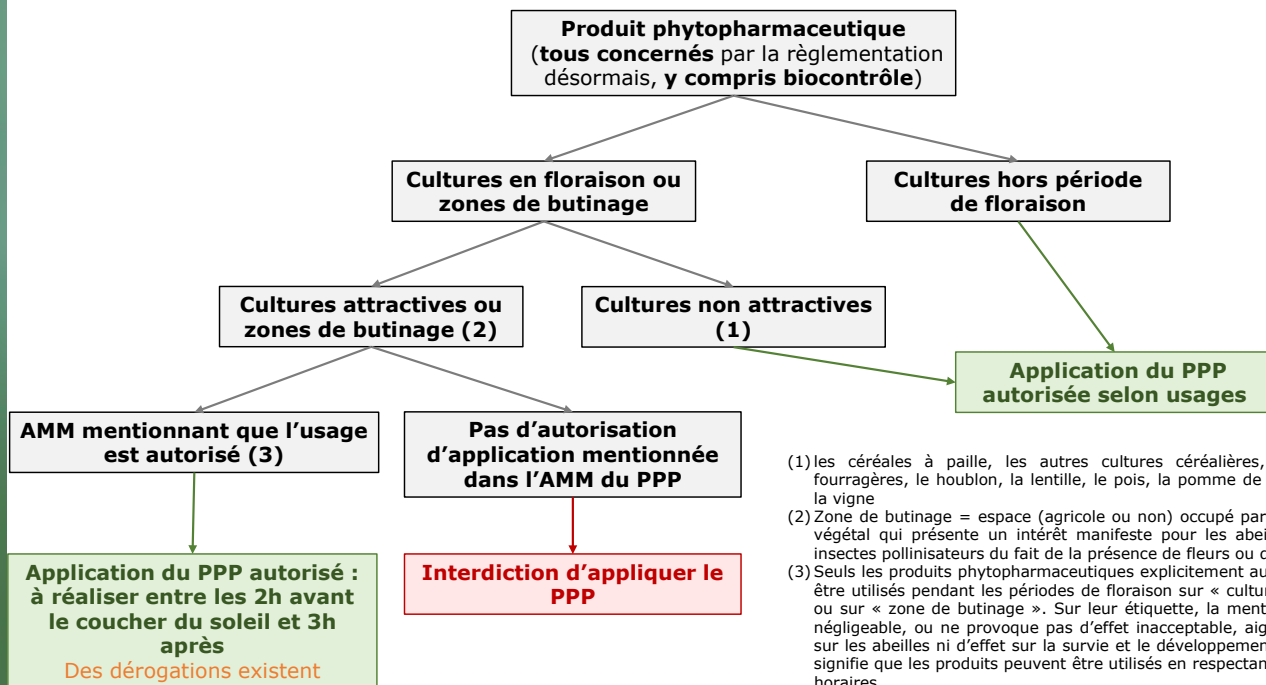 Produit phytopharmaceutique
(tous concernés par la règlementation
désormais, y compris biocontrôle)
Cultures en floraison ou
zones de butinage
Cultures hors période
de floraison
Cultures attractives ou
zones de butinage (2)
Cultures non attractives
(1)
Application du PPP
autorisée selon usages
AMM mentionnant que l’usage
est autorisé (3)
Pas d’autorisation
d’application mentionnée
dans l’AMM du PPP
Application du PPP autorisé :
à réaliser entre les 2h avant
le coucher du soleil et 3h
après
Des dérogations existent
Interdiction d’appliquer le
PPP
(1) les céréales à paille, les autres cultures céréalières,
fourragères, le houblon, la lentille, le pois, la pomme de
la vigne
(2) Zone de butinage = espace (agricole ou non) occupé par
végétal qui présente un intérêt manifeste pour les
insectes pollinisateurs du fait de la présence de fleurs ou
(3) Seuls les produits phytopharmaceutiques explicitement
être utilisés pendant les périodes de floraison sur «
ou sur « zone de butinage ». Sur leur étiquette, la
négligeable, ou ne provoque pas d’effet inacceptable,
sur les abeilles ni d’effet sur la survie et le
signifie que les produits peuvent être utilisés en
horaires